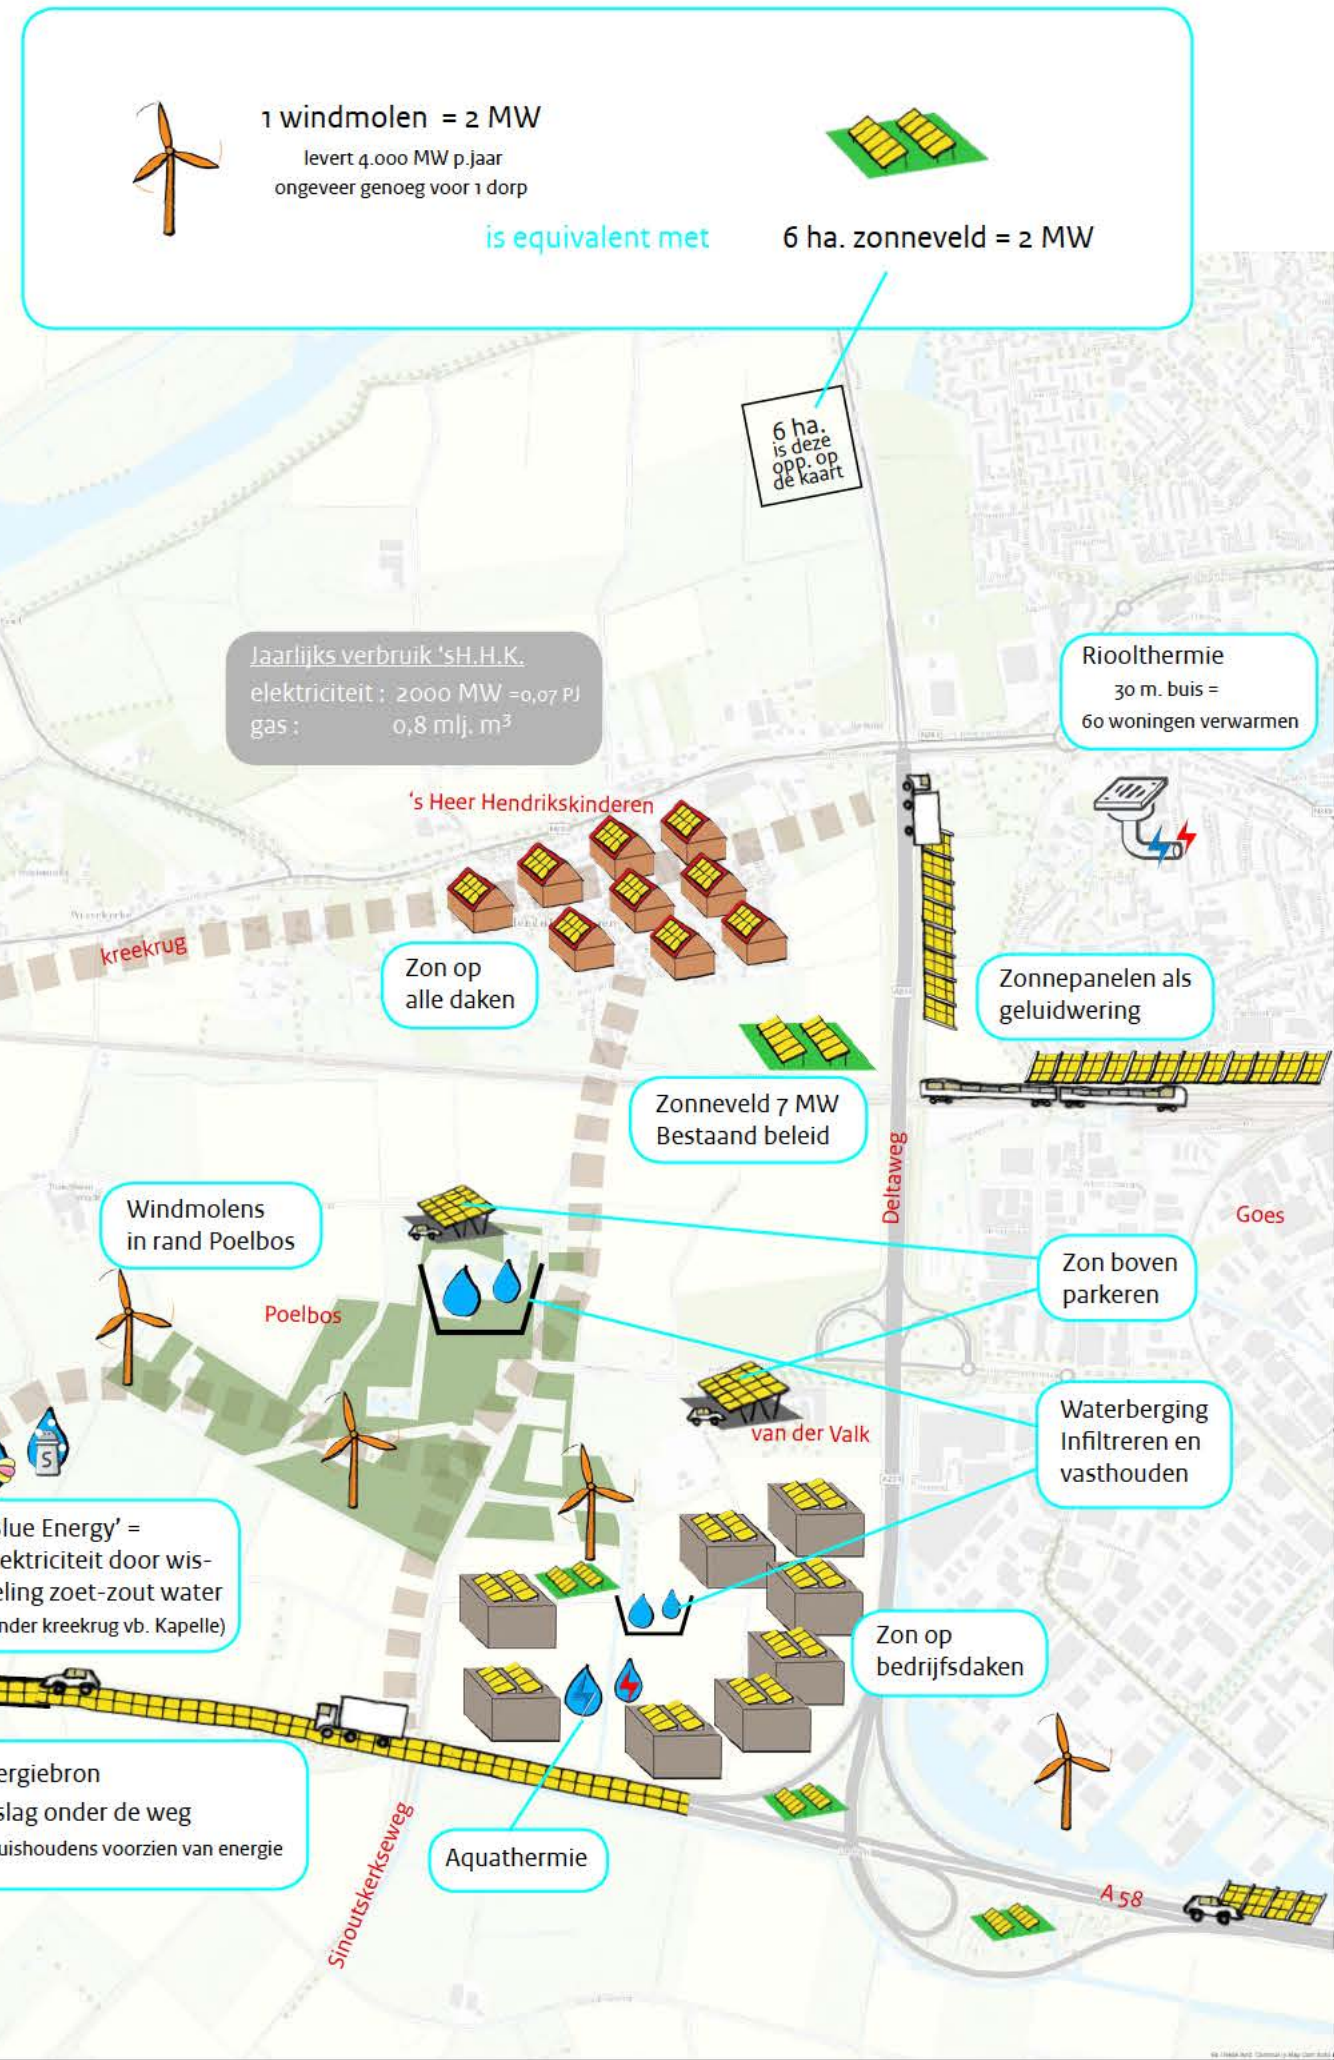 1 windmolen = 2 MW
levert 4.000 MW p.jaar
ongeveer genoeg voor 1 dorp
is equivalent met
6 ha. zonneveld = 2 MW
6 ha.
is deze
opp. op
de kaart
Jaarlijks verbruik 'sH.H.K.
elektriciteit : 2000 MW =0,07 PJ
gas : 0,8 mlj. m³
Rioolthermie
30 m. buis =
60 woningen verwarmen
's Heer Hendrikskinderen
kreekrug
Zon op
alle daken
Zonnepanelen als
geluidwering
Zonneveld 7 MW
Bestaand beleid
Deltaweg
Goes
Windmolens
in rand Poelbos
Poelbos
Zon boven
parkeren
van der Valk
Waterberging
Infiltreren en
vasthouden
S
lue Energy' =
ektriciteit door wis-
eling zoet-zout water
nder kreekrug vb. Kapelle)
Zon op
bedrijfsdaken
ergiebron
slag onder de weg
uishoudens voorzien van energie
Aquathermie
Sinoutskerkseweg
A 58